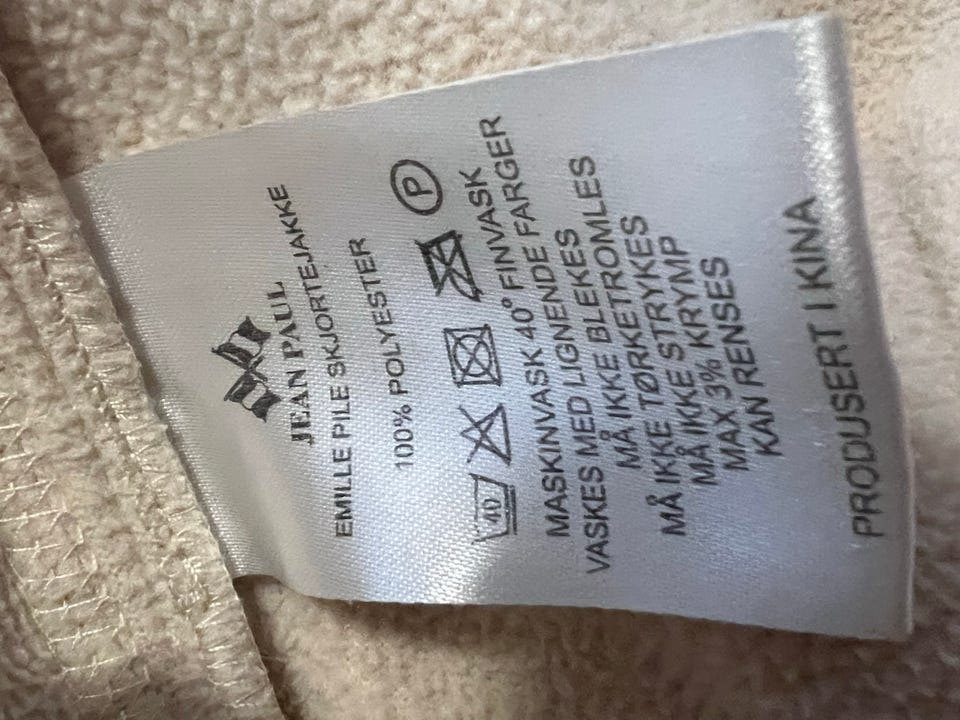 JEAN PAUL
EMILLE PILE SKJORTEJAKKE
100% POLYESTER
40
P
MASKINVASK 40° FINVASK
VASKES MED LIGNENDE FARGER
MÅ IKKE BLEKES
MÅ IKKE TØRKETROMLES
MÅ IKKE STRYKES
MAX 3% KRYMP
KAN RENSES
PRODUSERT I KINA